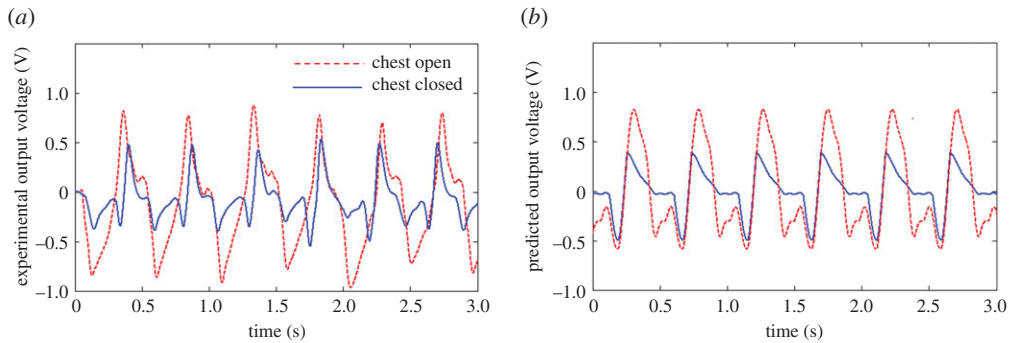 (a)
experimental output voltage (V)
1.0
0.5
0
−0.5
−1.0
chest open
chest closed
0 0.5 1.0 1.5 2.0 2.5 3.0
time (s)
(b)
predicted output voltage (V)
1.0
0.5
0
−0.5
−1.0
0 0.5 1.0 1.5 2.0 2.5 3.0
time (s)